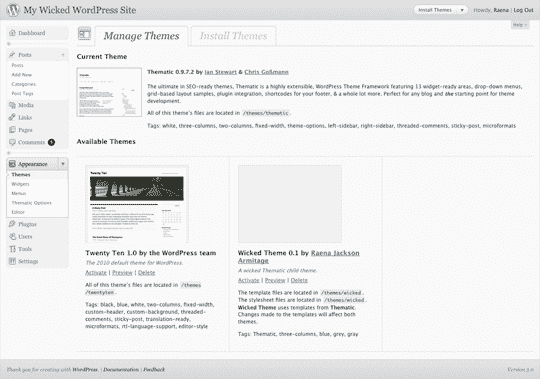 My Wicked WordPress Site
Install Themes
Howdy, Raena | Log Out
Help
Dashboard
Posts
Posts
Add New
Categories
Post Tags
Media
Links
Pages
Comments
Appearance
Themes
Widgets
Menus
Thematic Options
Editor
Plugins
Users
Tools
Settings
Manage Themes
Install Themes
Current Theme
Thematic 0.9.7.2 by Ian Stewart & Chris Goßmann
The ultimate in SEO-ready themes, Thematic is a highly extensible, WordPress Theme Framework featuring 13 widget-ready areas, drop-down menus,
grid-based layout samples, plugin integration, shortcodes for your footer, & a whole lot more. Perfect for any blog and the starting point for theme
development.
All of this theme's files are located in /themes/thematic.
Tags: white, three-columns, two-columns, fixed-width, theme-options, left-sidebar, right-sidebar, threaded-comments, sticky-post, microformats
Available Themes
Twenty Ten
Twenty Ten 1.0 by the WordPress team
The 2010 default theme for WordPress.
Activate | Preview | Delete
All of this theme's files are located in /themes
/twentyten.
Tags: black, blue, white, two-columns, fixed-width,
custom-header, custom-background, threaded-
comments, sticky-post, translation-ready,
microformats, rtl-language-support, editor-style
Wicked Theme 0.1 by Raena Jackson
Armitage
A wicked Thematic child theme.
Activate | Preview | Delete
The template files are located in /themes/wicked.
The stylesheet files are located in /themes/wicked.
Wicked Theme uses templates from Thematic.
Changes made to the templates will affect both
themes.
Tags: Thematic, three-columns, blue, grey, gray
Thank you for creating with WordPress. | Documentation | Feedback
Version 3.0